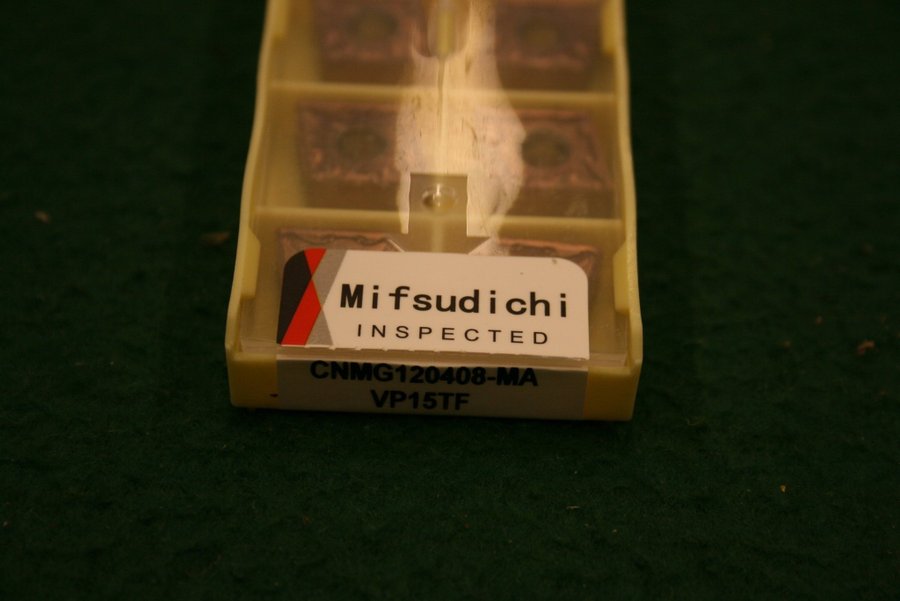 Mifsudichi
INSPECTED
CNMG120408-MA
VP15TF